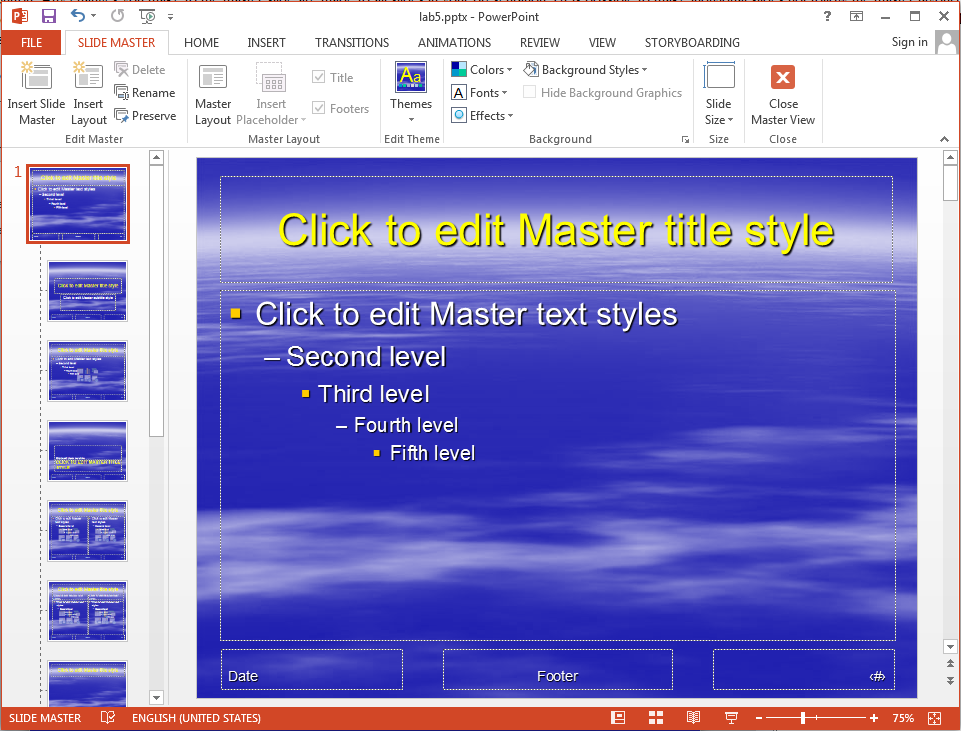 lab5.pptx - PowerPoint
FILE SLIDE MASTER HOME INSERT TRANSITIONS ANIMATIONS REVIEW VIEW STORYBOARDING Sign in
Insert Slide Master
Insert Layout
Delete
Rename
Preserve
Edit Master
Master Layout
Insert Placeholder
Title
Footers
Master Layout
Aa
Themes
Edit Theme
Colors
A Fonts
Effects
Background Styles
Hide Background Graphics
Background
Slide Size
Size
Close Master View
Close
1
Click to edit Master title style
Click to edit Master text styles
– Second level
Third level
– Fourth level
Fifth level
Date Footer ‹#›
SLIDE MASTER ENGLISH (UNITED STATES) 75%